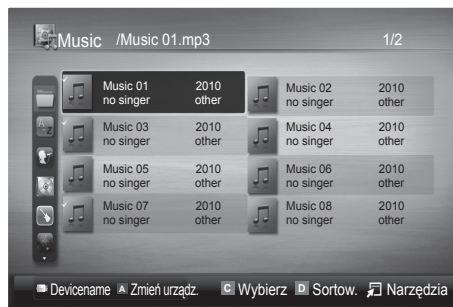 Music /Music 01.mp3 1/2
Music 01 2010 Music 02 2010
no singer other no singer other
Music 03 2010 Music 04 2010
no singer other no singer other
Music 05 2010 Music 06 2010
no singer other no singer other
Music 07 2010 Music 08 2010
no singer other no singer other
Devicename A Zmień urządz. C Wybierz D Sortow. Narzędzia